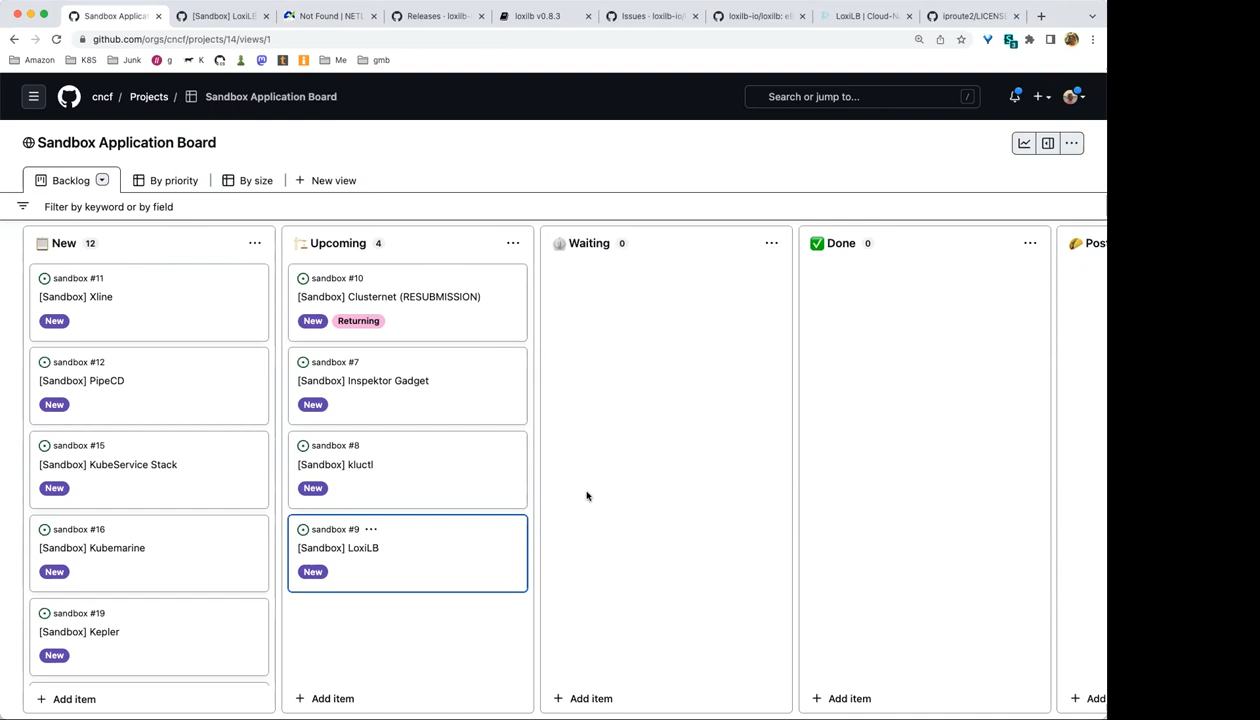 Sandbox Applicat
[Sandbox] LoxiLE
Not Found | NETL
Releases · loxilb-io
loxilb v0.8.3
Issues · loxilb-io/
loxilb-io/loxilb: eB
LoxiLB | Cloud-Na
iproute2/LICENSE
github.com/orgs/cncf/projects/14/views/1
Amazon
K8S
Junk
g
K
Me
gmb
cncf / Projects / Sandbox Application Board
Search or jump to...
/
Sandbox Application Board
Backlog
By priority
By size
New view
Filter by keyword or by field
New 12
sandbox #11
[Sandbox] Xline
New
sandbox #12
[Sandbox] PipeCD
New
sandbox #15
[Sandbox] KubeService Stack
New
sandbox #16
[Sandbox] Kubemarine
New
sandbox #19
[Sandbox] Kepler
New
+ Add item
Upcoming 4
sandbox #10
[Sandbox] Clusternet (RESUBMISSION)
New Returning
sandbox #7
[Sandbox] Inspektor Gadget
New
sandbox #8
[Sandbox] kluctl
New
sandbox #9
[Sandbox] LoxiLB
New
+ Add item
Waiting 0
+ Add item
Done 0
+ Add item
Pos
+ Add